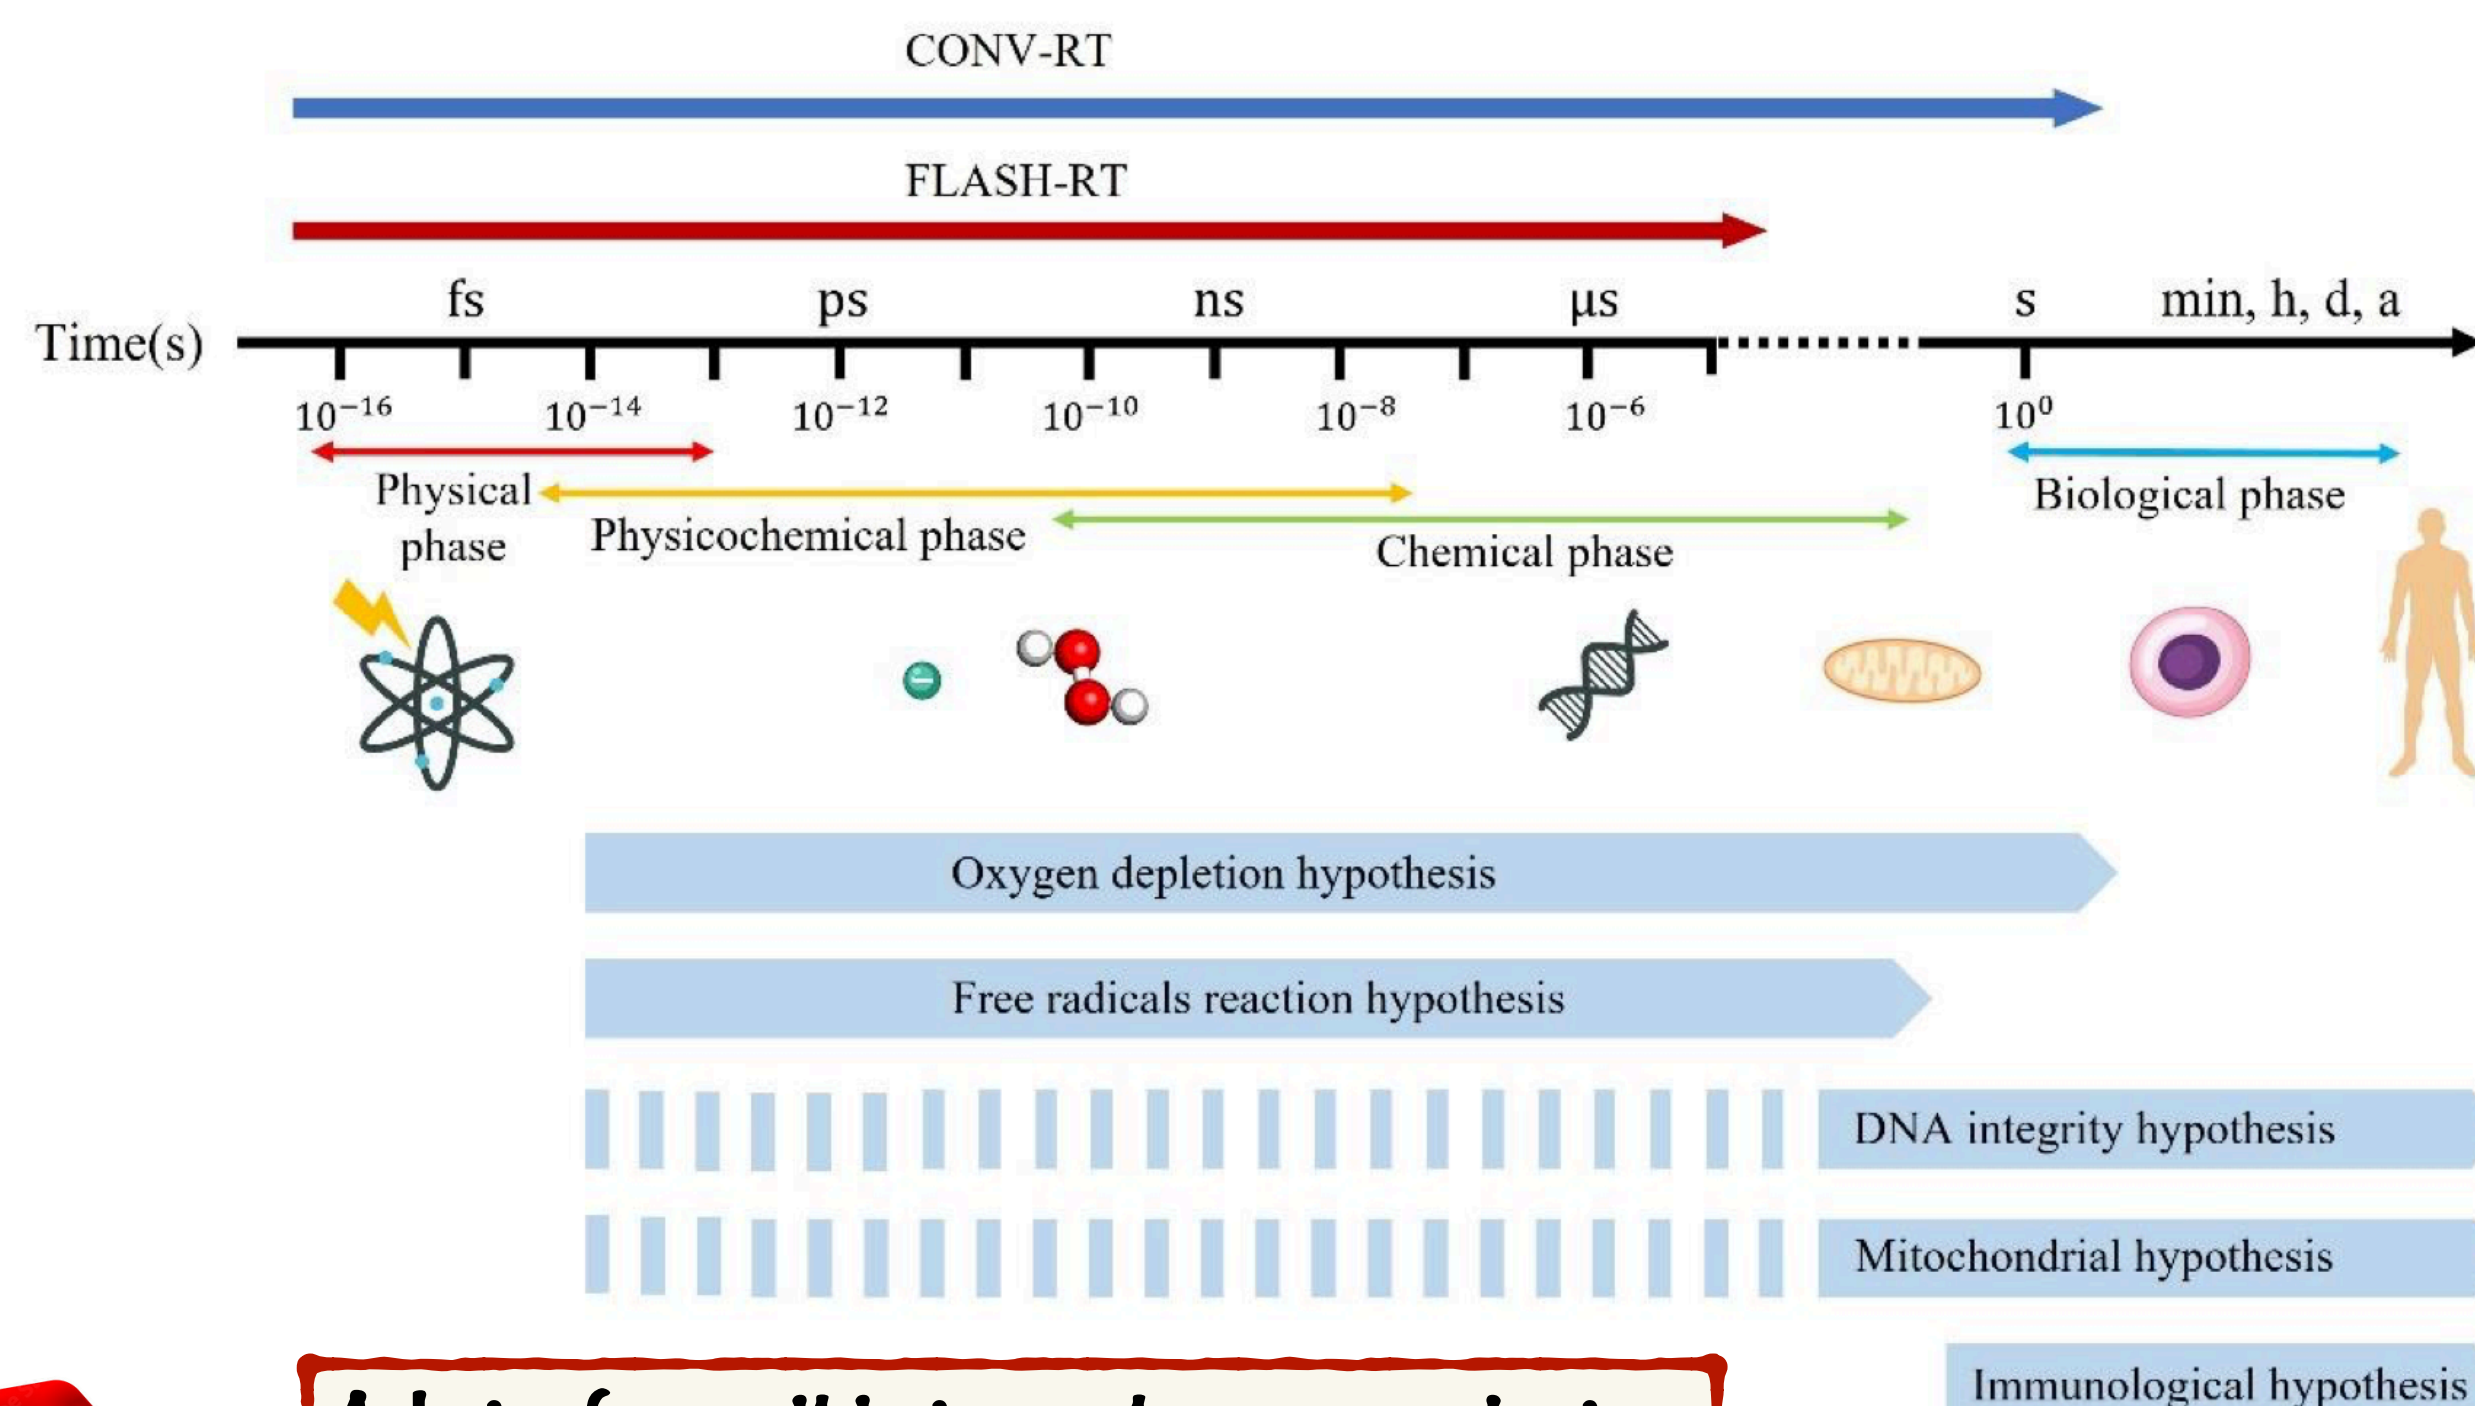 CONV-RT
FLASH-RT
fs ps ns μs s min, h, d, a
Time(s)
10⁻¹⁶ 10⁻¹⁴ 10⁻¹² 10⁻¹⁰ 10⁻⁸ 10⁻⁶ 10⁰
Physical
phase
Physicochemical phase
Chemical phase
Biological phase
Oxygen depletion hypothesis
Free radicals reaction hypothesis
DNA integrity hypothesis
Mitochondrial hypothesis
Immunological hypothesis